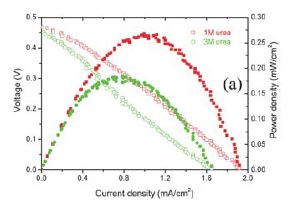 0.5
0.4
0.3
0.2
0.1
0.0
Voltage (V)
0.0 0.4 0.8 1.2 1.6 2.0
Current density (mA/cm²)
0.30
0.25
0.20
0.15
0.10
0.05
0.00
Power density (mW/cm²)
1M urea
3M urea
(a)